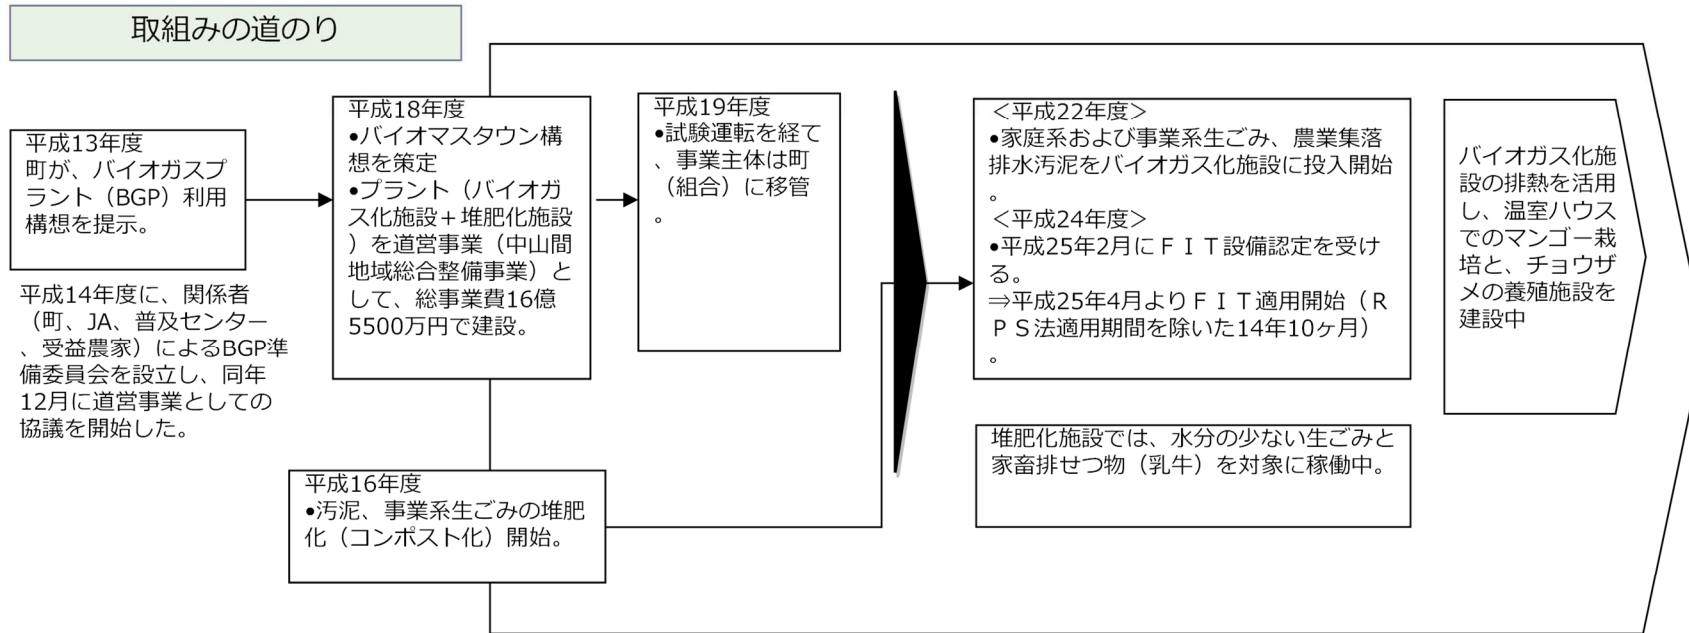 取組みの道のり
平成13年度
町が、バイオガスプ
ラント（BGP）利用
構想を提示。
平成14年度に、関係者
（町、JA、普及センター
、受益農家）によるBGP準
備委員会を設立し、同年
12月に道営事業としての
協議を開始した。
平成18年度
•バイオマスタウン構
想を策定
•プラント（バイオガ
ス化施設＋堆肥化施設
）を道営事業（中山間
地域総合整備事業）と
して、総事業費16億
5500万円で建設。
平成16年度
•汚泥、事業系生ごみの堆肥
化（コンポスト化）開始。
平成19年度
•試験運転を経て
、事業主体は町
（組合）に移管
。
＜平成22年度＞
•家庭系および事業系生ごみ、農業集落
排水汚泥をバイオガス化施設に投入開始
。
＜平成24年度＞
•平成25年2月にＦＩＴ設備認定を受け
る。
⇒平成25年4月よりＦＩＴ適用開始（Ｒ
ＰＳ法適用期間を除いた14年10ヶ月）
。
堆肥化施設では、水分の少ない生ごみと
家畜排せつ物（乳牛）を対象に稼働中。
バイオガス化施
設の排熱を活用
し、温室ハウス
でのマンゴー栽
培と、チョウザ
メの養殖施設を
建設中